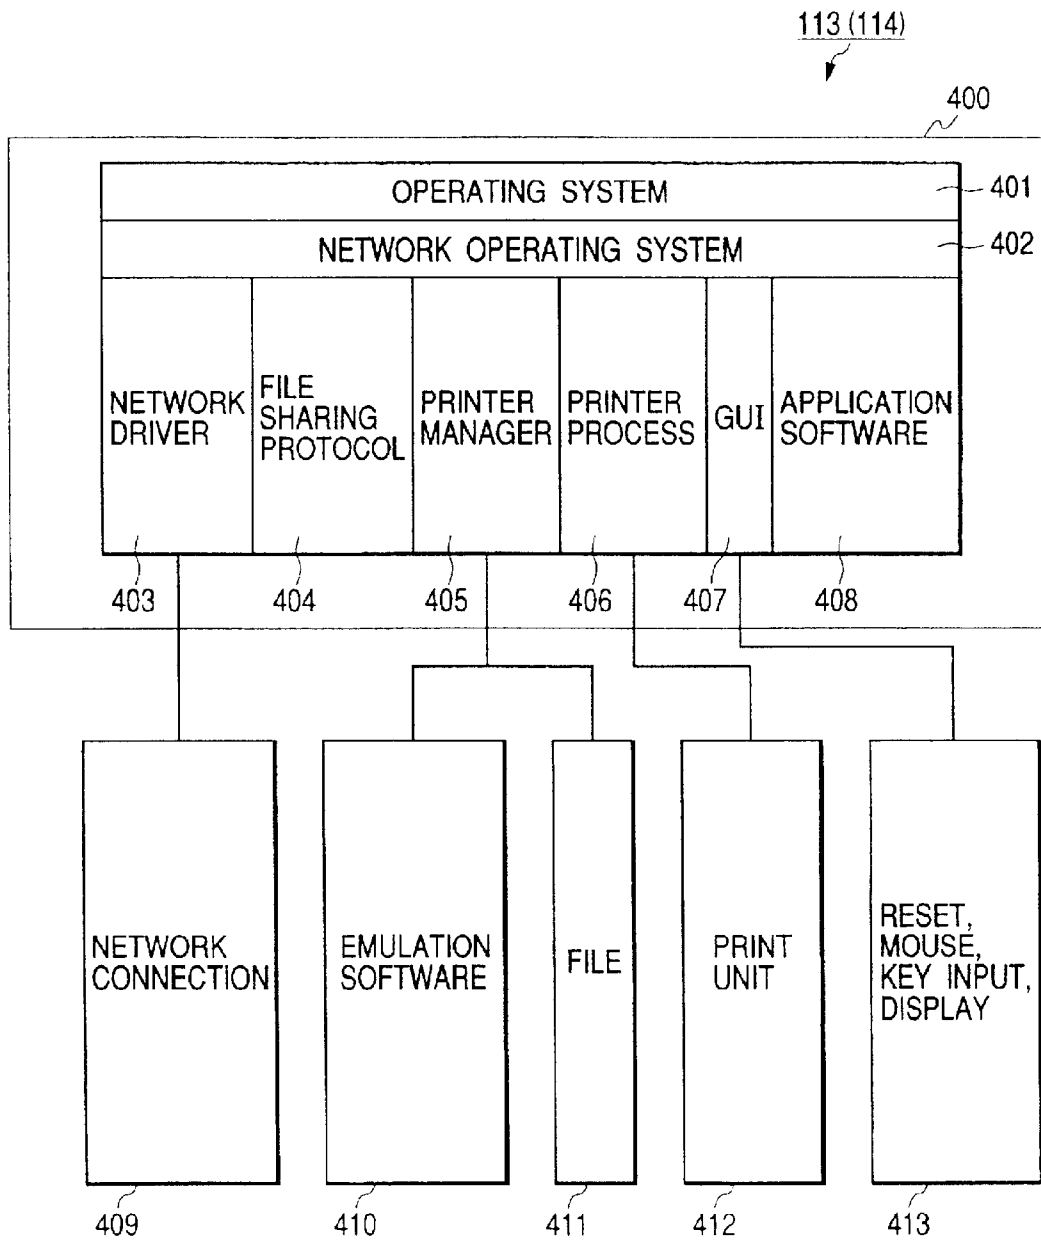 113 (114)
400
OPERATING SYSTEM
401
NETWORK OPERATING SYSTEM
402
NETWORK
DRIVER
FILE
SHARING
PROTOCOL
PRINTER
MANAGER
PRINTER
PROCESS
GUI
APPLICATION
SOFTWARE
403
404
405
406
407
408
NETWORK
CONNECTION
EMULATION
SOFTWARE
FILE
PRINT
UNIT
RESET,
MOUSE,
KEY INPUT,
DISPLAY
409
410
411
412
413